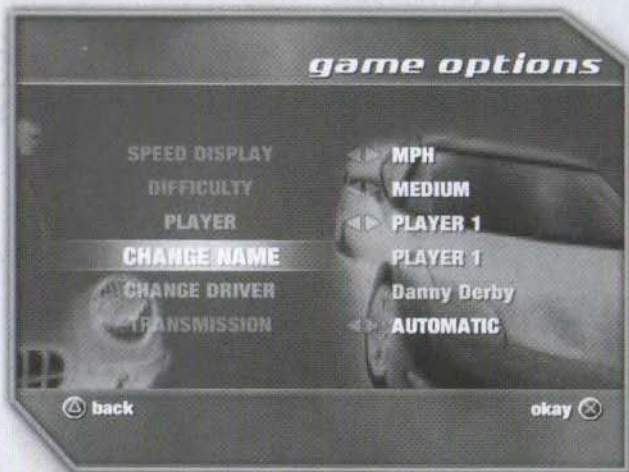 game options
SPEED DISPLAY MPH
DIFFICULTY MEDIUM
PLAYER PLAYER 1
CHANGE NAME PLAYER 1
CHANGE DRIVER Danny Derby
TRANSMISSION AUTOMATIC
back okay